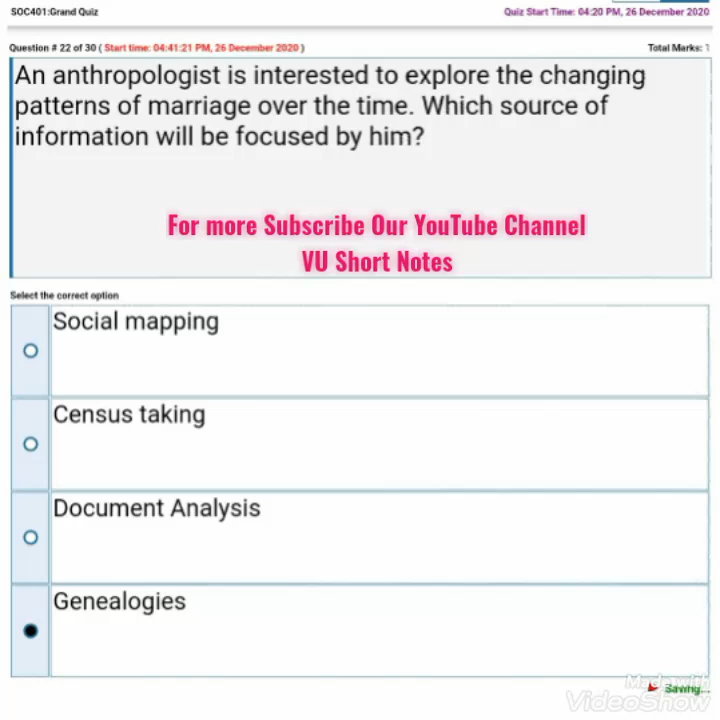 SOC401:Grand Quiz
Quiz Start Time: 04:20 PM, 26 December 2020
Question # 22 of 30 ( Start time: 04:41:21 PM, 26 December 2020 )
Total Marks: 1
An anthropologist is interested to explore the changing
patterns of marriage over the time. Which source of
information will be focused by him?
For more Subscribe Our YouTube Channel
VU Short Notes
Select the correct option
Social mapping
Census taking
Document Analysis
Genealogies
Made with
Saving...
VideoShow